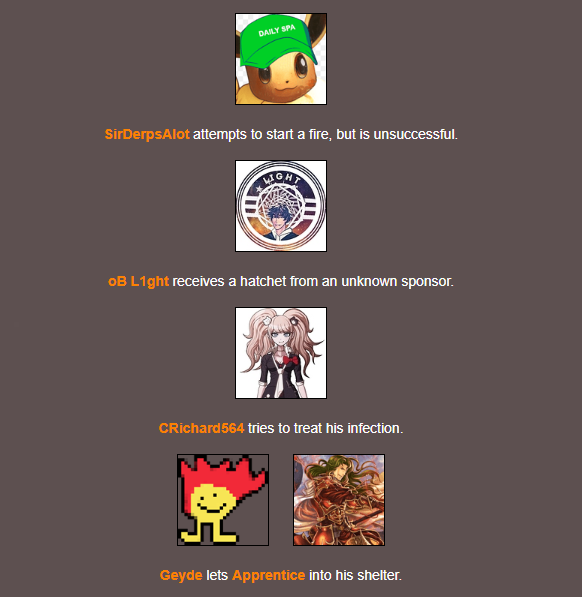 DAILY SPA
SirDerpsAlot attempts to start a fire, but is unsuccessful.
LIGHT
oB L1ght receives a hatchet from an unknown sponsor.
CRichard564 tries to treat his infection.
Geyde lets Apprentice into his shelter.